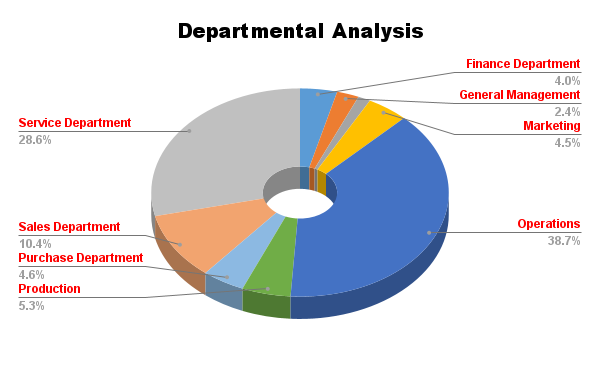 Departmental Analysis
Finance Department
4.0%
General Management
2.4%
Marketing
4.5%
Operations
38.7%
Service Department
28.6%
Sales Department
10.4%
Purchase Department
4.6%
Production
5.3%